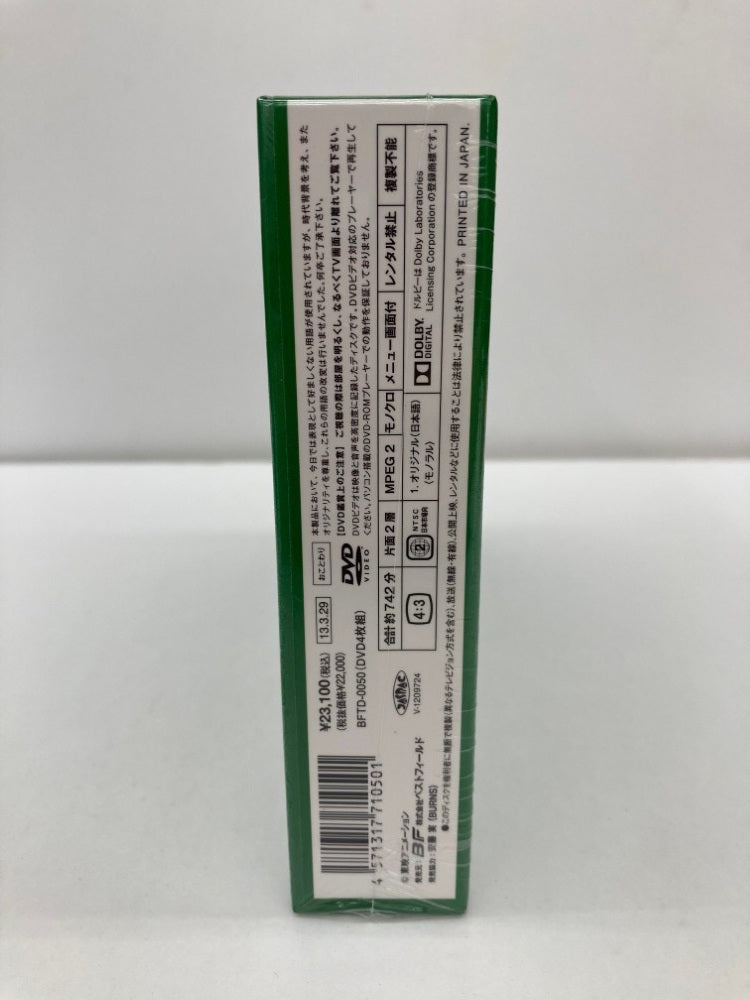 ¥23,100(税込)
(税抜価格¥22,000)
13.3.29
BFTD-0050(DVD4枚組)
4 571317 710501
おことわり
本製品において、今日では表現として好ましくない用語が使用されていますが、時代背景を考え、また
オリジナリティを尊重し、これらの用語の改変は行いませんでした。何卒ご了承下さい。
DVD
VIDEO
【DVD鑑賞上のご注意】 ご視聴の際は部屋を明るくし、なるべくTV画面より離れてご覧下さい。
DVDビデオは映像と音声を高密度に記録したディスクです。DVDビデオ対応のプレーヤーで再生して
ください。パソコン搭載のDVD-ROMプレーヤーでの動作を保証しておりません。
合計約742分 片面2層 MPEG 2 モノクロ メニュー画面付 レンタル禁止 複製不能
4:3
2
NTSC
日本市場向
1. オリジナル(日本語)
(モノラル)
DOLBY
DIGITAL
ドルビーは Dolby Laboratories
Licensing Corporation の登録商標です。
JASRAC
V-1209724
©東映アニメーション
発売元: BF 株式会社ベストフィールド
発売協力: 安藤 実 (BURNS)
●このディスクを権利者に無断で複製(異なるテレビジョン方式を含む)、放送(無線・有線)、公開上映、レンタルなどに使用することは法律により禁止されています。 PRINTED IN JAPAN.